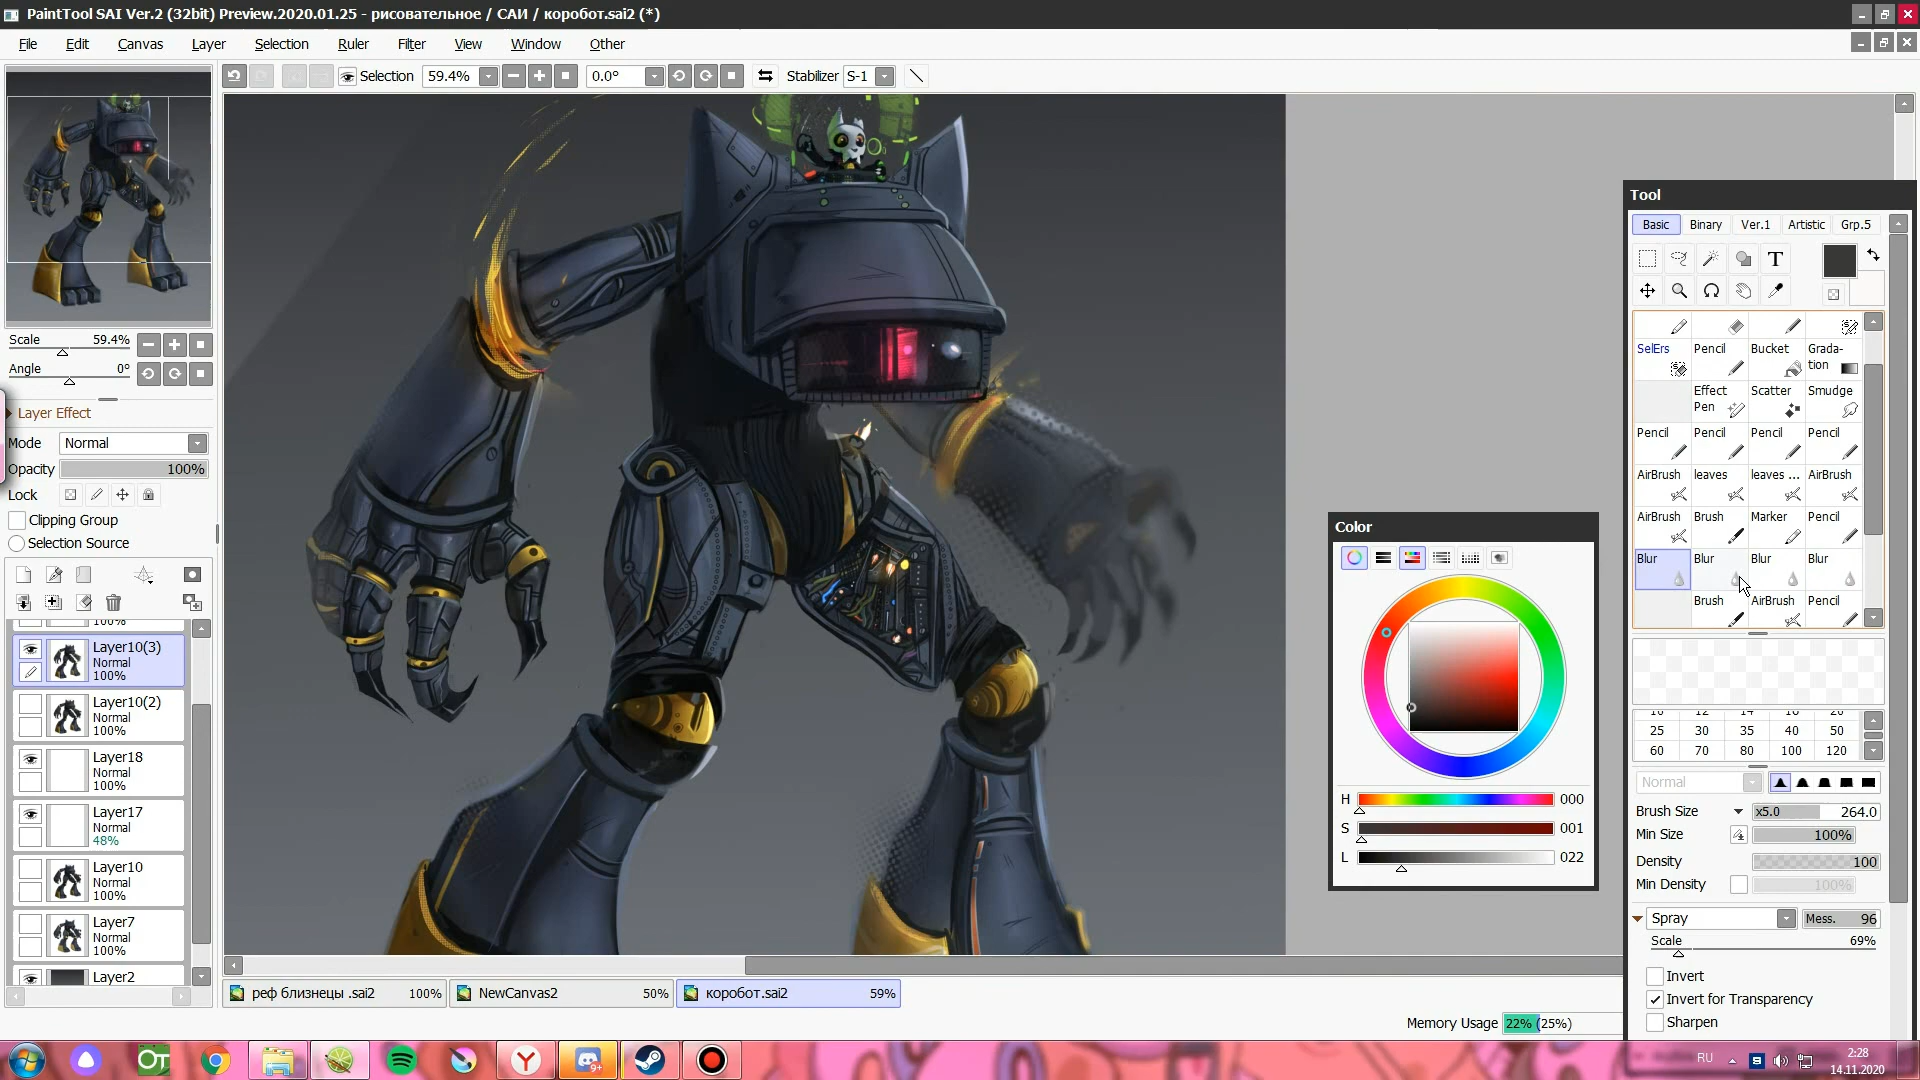 PaintTool SAI Ver.2 (32bit) Preview.2020.01.25 - рисовательное / САИ / коробот.sai2 (*)
File Edit Canvas Layer Selection Ruler Filter View Window Other
Selection 59.4% 0.0° Stabilizer S-1
Scale 59.4%
Angle 0°
Layer Effect
Mode Normal
Opacity 100%
Lock
Clipping Group
Selection Source
100%
Layer10(3)
Normal
100%
Layer10(2)
Normal
100%
Layer18
Normal
100%
Layer17
Normal
48%
Layer10
Normal
100%
Layer7
Normal
100%
Layer2
Color
H 000
S 001
L 022
Tool
Basic Binary Ver.1 Artistic Grp.5
T
SelErs Pencil Bucket Grada-
tion
Effect
Pen Scatter Smudge
Pencil Pencil Pencil Pencil
AirBrush leaves leaves ... AirBrush
AirBrush Brush Marker Pencil
Blur Blur Blur Blur
Brush AirBrush Pencil
10 12 14 16 20
25 30 35 40 50
60 70 80 100 120
Normal
Brush Size x5.0 264.0
Min Size 100%
Density 100
Min Density 100%
Spray Mess. 96
Scale 69%
Invert
Invert for Transparency
Sharpen
реф близнецы .sai2 100% NewCanvas2 50% коробот.sai2 59%
Memory Usage 22% (25%)
OT
Y
9+
RU
2:28
14.11.2020